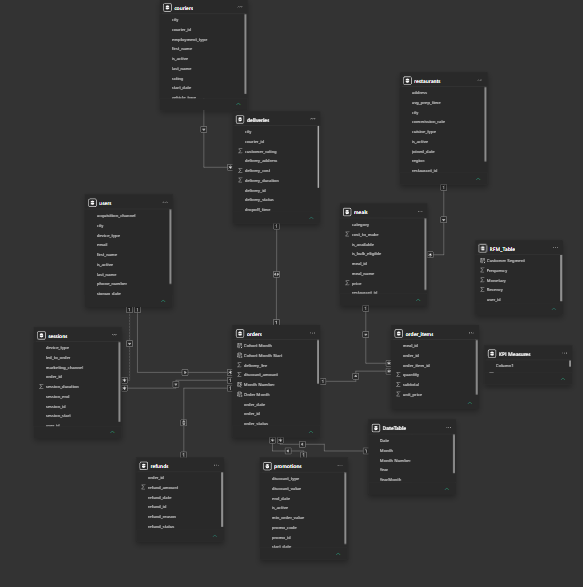 couriers
city
courier_id
employment_type
first_name
is_active
last_name
rating
start_date
vehicle_type
restaurants
address
avg_prep_time
city
commission_rate
cuisine_type
is_active
joined_date
region
restaurant_id
deliveries
city
courier_id
customer_rating
delivery_address
delivery_cost
delivery_duration
delivery_id
delivery_status
dropoff_time
users
acquisition_channel
city
device_type
email
first_name
is_active
last_name
phone_number
signup_date
meals
category
cost_to_make
is_available
is_bulk_eligible
meal_id
meal_name
price
restaurant_id
RFM_Table
Customer Segment
Frequency
Monetary
Recency
user_id
sessions
device_type
led_to_order
marketing_channel
order_id
session_duration
session_end
session_id
session_start
user_id
orders
Cohort Month
Cohort Month Start
delivery_fee
discount_amount
Month Number
Order Month
order_date
order_id
order_status
order_items
meal_id
order_id
order_item_id
quantity
subtotal
unit_price
KPI Measures
Column1
DateTable
Date
Month
Month Number
Year
YearMonth
refunds
order_id
refund_amount
refund_date
refund_id
refund_reason
refund_status
promotions
discount_type
discount_value
end_date
is_active
min_order_value
promo_code
promo_id
start_date